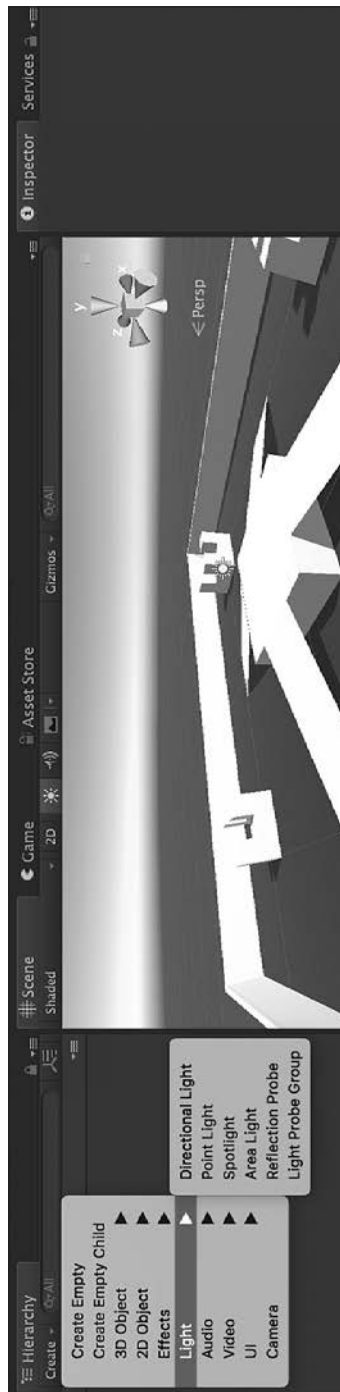 Hierarchy
Create
All
Create Empty
Create Empty Child
3D Object
2D Object
Effects
Light
Audio
Video
UI
Camera
Directional Light
Point Light
Spotlight
Area Light
Reflection Probe
Light Probe Group
Scene
Game
Asset Store
Shaded
2D
Gizmos
All
y
x
z
Persp
Inspector
Services